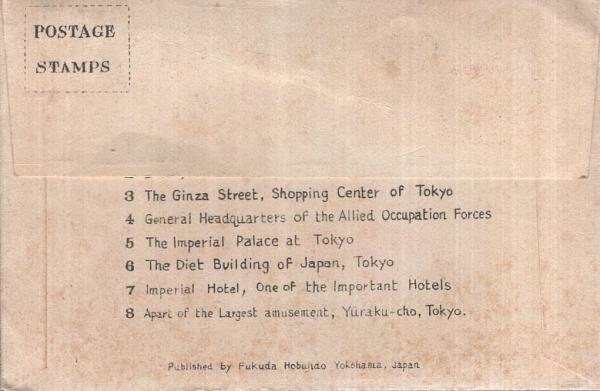 POSTAGE
STAMPS
3 The Ginza Street, Shopping Center of Tokyo
4 General Headquarters of the Allied Occupation Forces
5 The Imperial Palace at Tokyo
6 The Diet Building of Japan, Tokyo
7 Imperial Hotel, One of the Important Hotels
8 Apart of the Largest amusement, Yūraku-cho, Tokyo.
Published by Fukuda Hobundo Yokohama, Japan